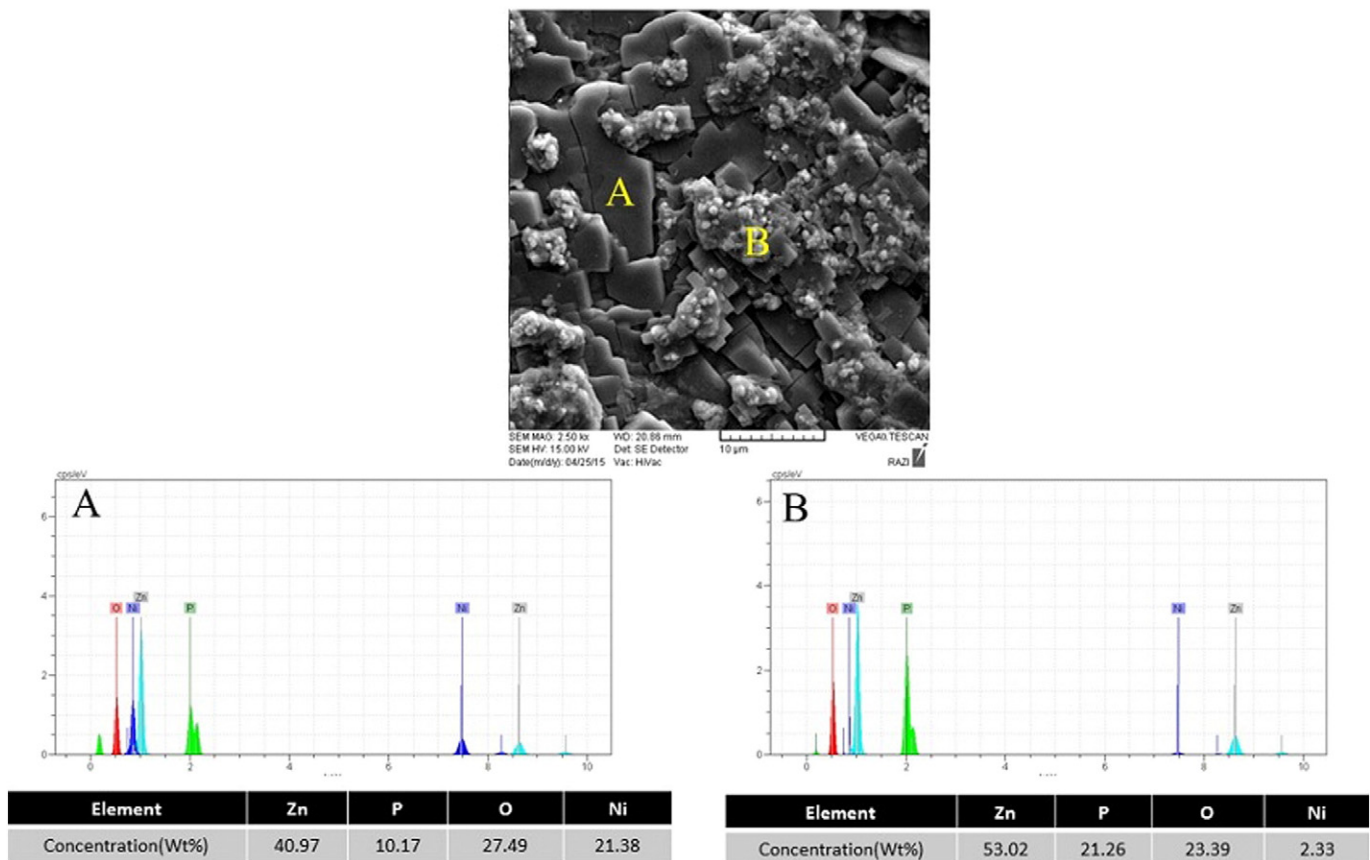 A
B
SEM MAG: 2.50 kx WD: 20.86 mm VEGA\\ TESCAN
SEM HV: 15.00 kV Det: SE Detector 10 µm
Date(m/d/y): 04/25/15 Vac: HiVac RAZI
cps/eV
A
6
4
2
0
O Ni Zn P Ni Zn
0 2 4 6 8 10
Element Zn P O Ni
Concentration(Wt%) 40.97 10.17 27.49 21.38
cps/eV
B
6
4
2
0
O Ni Zn P Ni Zn
0 2 4 6 8 10
Element Zn P O Ni
Concentration(Wt%) 53.02 21.26 23.39 2.33